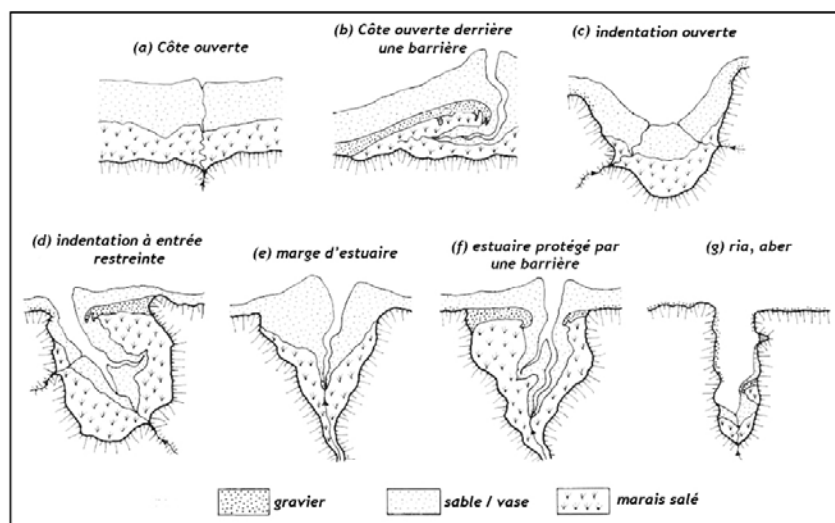 (a) Côte ouverte
(b) Côte ouverte derrière
une barrière
(c) indentation ouverte
(d) indentation à entrée
restreinte
(e) marge d'estuaire
(f) estuaire protégé par
une barrière
(g) ria, aber
gravier
sable / vase
marais salé